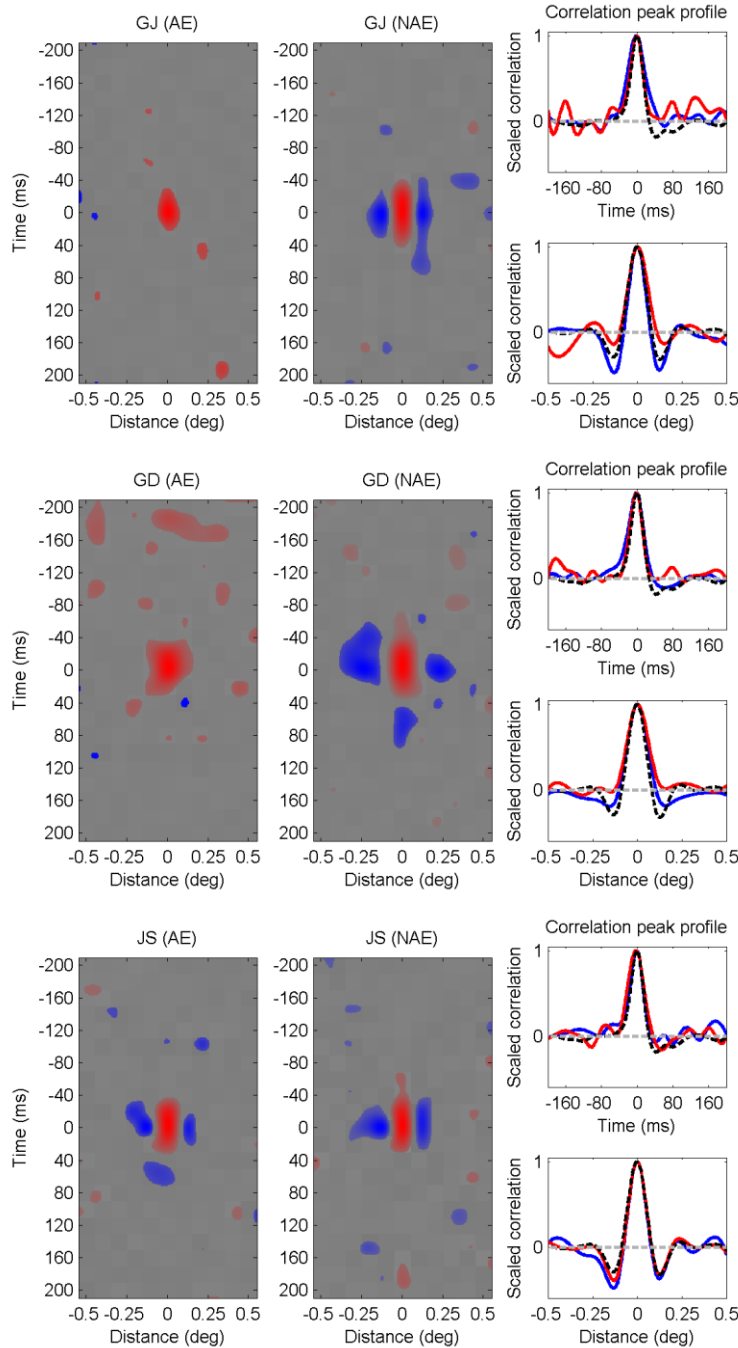 GJ (AE)
GJ (NAE)
Correlation peak profile
Time (ms)
-200
-160
-120
-80
-40
0
40
80
120
160
200
-0.5 -0.25 0 0.25 0.5
Distance (deg)
-0.5 -0.25 0 0.25 0.5
Distance (deg)
Scaled correlation
1
0
-160 -80 0 80 160
Time (ms)
Scaled correlation
1
0
-0.5 -0.25 0 0.25 0.5
Distance (deg)
GD (AE)
GD (NAE)
Correlation peak profile
Time (ms)
-200
-160
-120
-80
-40
0
40
80
120
160
200
-0.5 -0.25 0 0.25 0.5
Distance (deg)
-0.5 -0.25 0 0.25 0.5
Distance (deg)
Scaled correlation
1
0
-160 -80 0 80 160
Time (ms)
Scaled correlation
1
0
-0.5 -0.25 0 0.25 0.5
Distance (deg)
JS (AE)
JS (NAE)
Correlation peak profile
Time (ms)
-200
-160
-120
-80
-40
0
40
80
120
160
200
-0.5 -0.25 0 0.25 0.5
Distance (deg)
-0.5 -0.25 0 0.25 0.5
Distance (deg)
Scaled correlation
1
0
-160 -80 0 80 160
Time (ms)
Scaled correlation
1
0
-0.5 -0.25 0 0.25 0.5
Distance (deg)